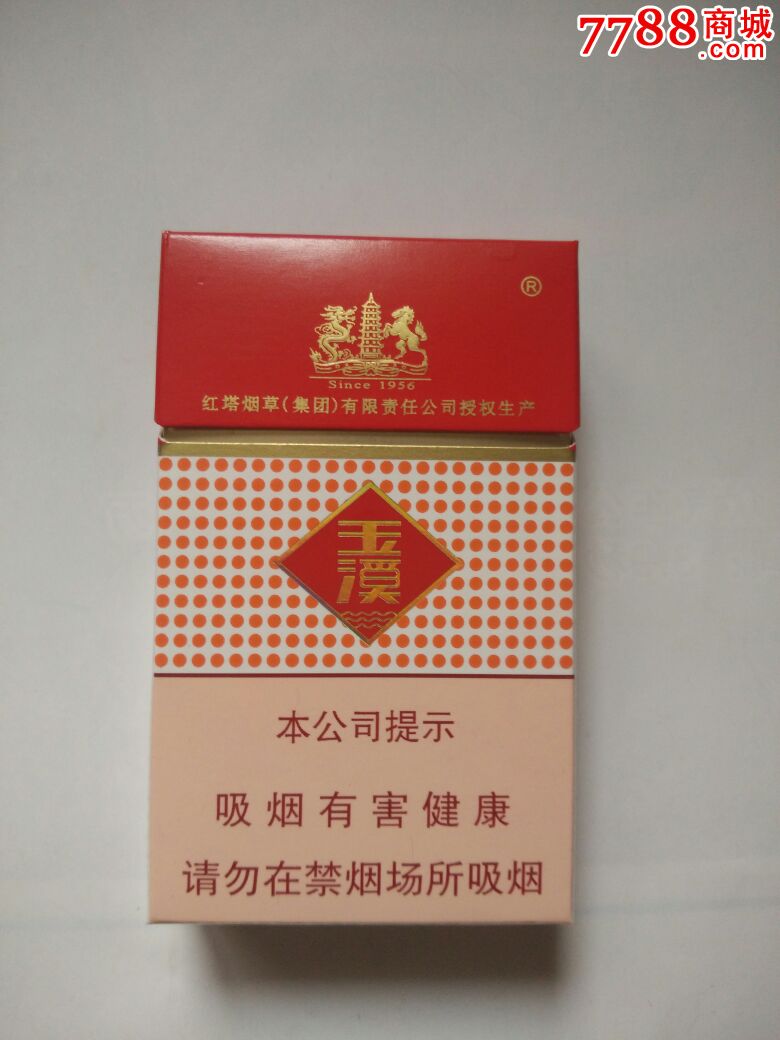 7788商城
.com
®
Since 1956
红塔烟草(集团)有限责任公司授权生产
玉
溪
本公司提示
吸烟有害健康
请勿在禁烟场所吸烟